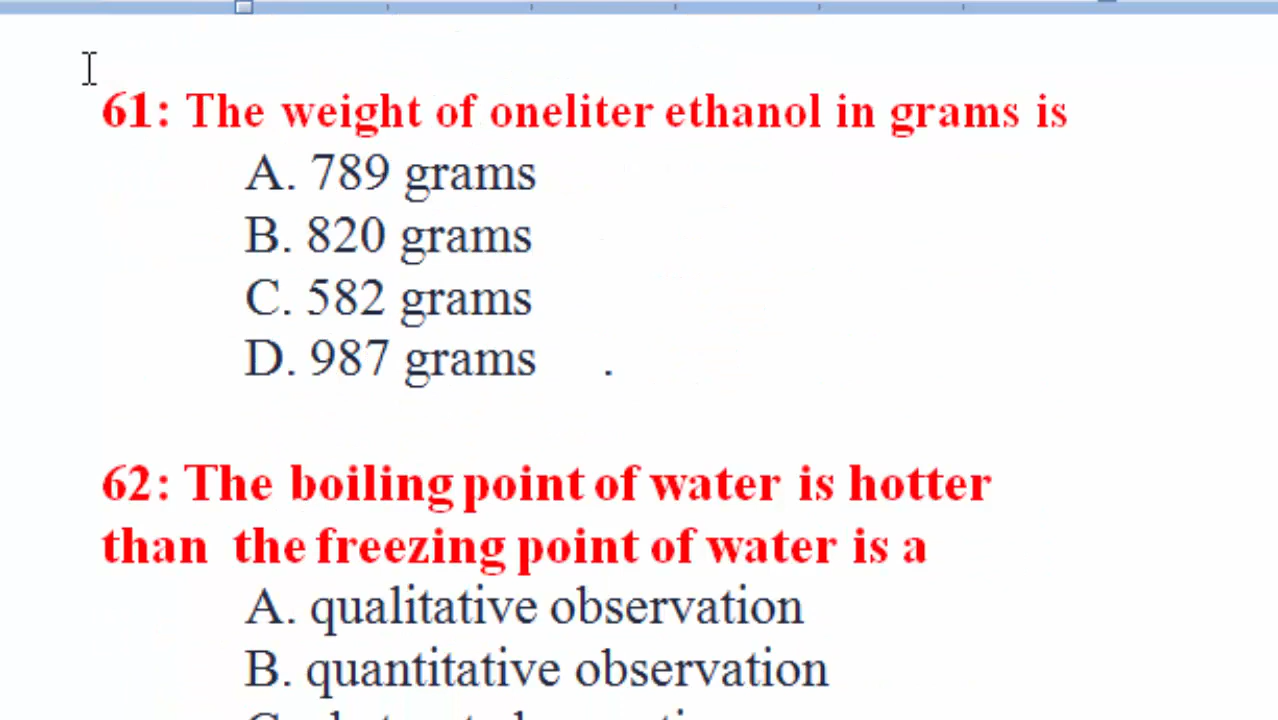 61: The weight of oneliter ethanol in grams is
A. 789 grams
B. 820 grams
C. 582 grams
D. 987 grams .
62: The boiling point of water is hotter
than the freezing point of water is a
A. qualitative observation
B. quantitative observation